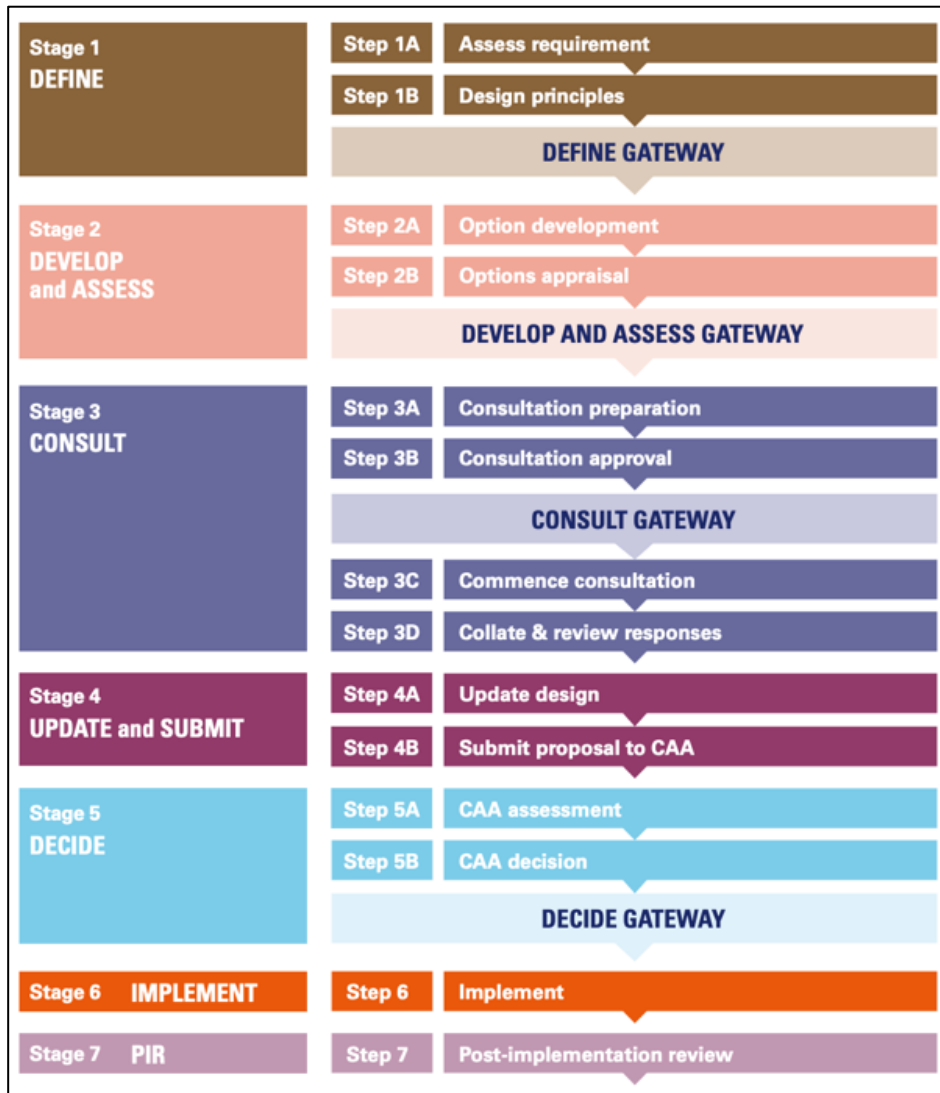 Stage 1
DEFINE
Step 1A
Assess requirement
Step 1B
Design principles
DEFINE GATEWAY
Stage 2
DEVELOP
and ASSESS
Step 2A
Option development
Step 2B
Options appraisal
DEVELOP AND ASSESS GATEWAY
Stage 3
CONSULT
Step 3A
Consultation preparation
Step 3B
Consultation approval
CONSULT GATEWAY
Step 3C
Commence consultation
Step 3D
Collate & review responses
Stage 4
UPDATE and SUBMIT
Step 4A
Update design
Step 4B
Submit proposal to CAA
Stage 5
DECIDE
Step 5A
CAA assessment
Step 5B
CAA decision
DECIDE GATEWAY
Stage 6 IMPLEMENT
Step 6
Implement
Stage 7 PIR
Step 7
Post-implementation review